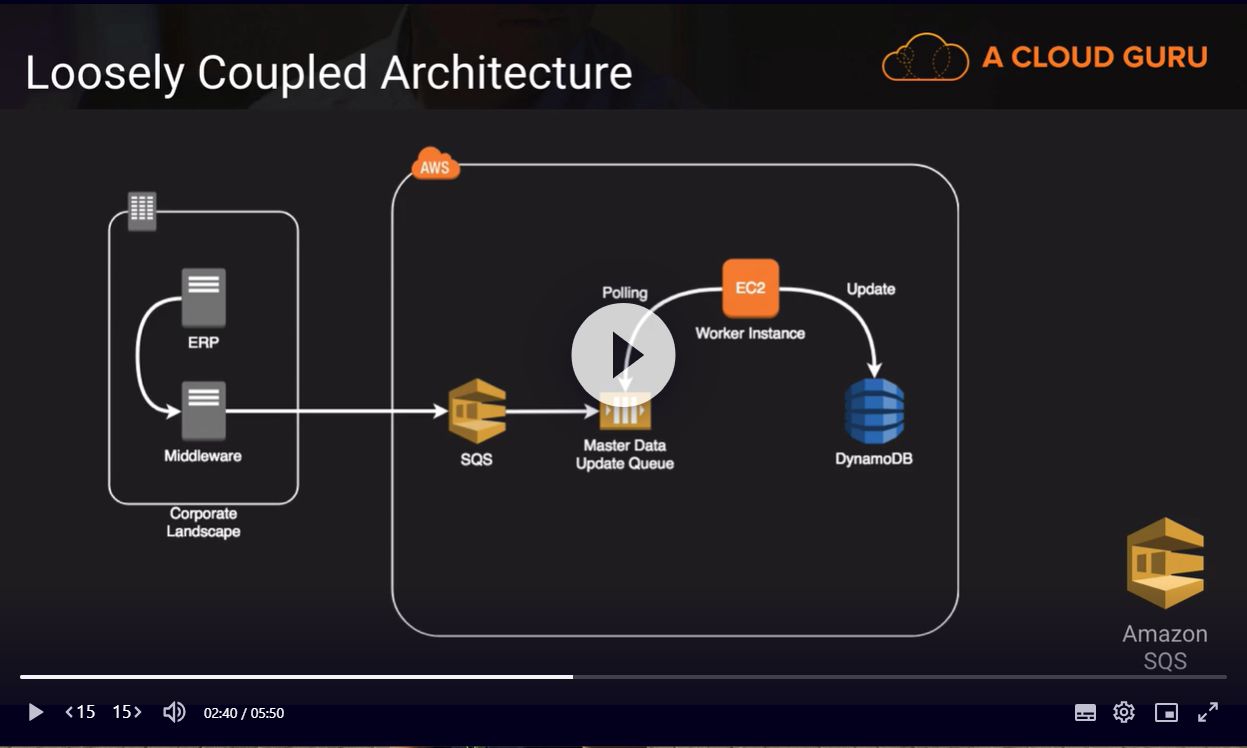 Loosely Coupled Architecture
A CLOUD GURU
AWS
Polling
EC2
Update
Worker Instance
ERP
Middleware
SQS
Master Data
Update Queue
DynamoDB
Corporate
Landscape
Amazon
SQS
15
15
02:40 / 05:50